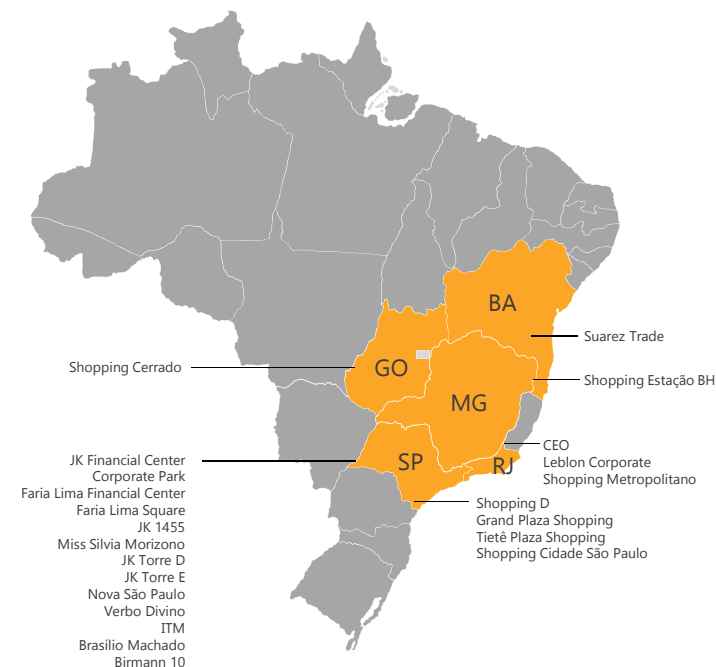 BA
Suarez Trade
Shopping Cerrado
GO
Shopping Estação BH
MG
CEO
Leblon Corporate
Shopping Metropolitano
SP
RJ
JK Financial Center
Corporate Park
Faria Lima Financial Center
Faria Lima Square
JK 1455
Miss Silvia Morizono
JK Torre D
JK Torre E
Nova São Paulo
Verbo Divino
ITM
Brasílio Machado
Birmann 10
Shopping D
Grand Plaza Shopping
Tietê Plaza Shopping
Shopping Cidade São Paulo